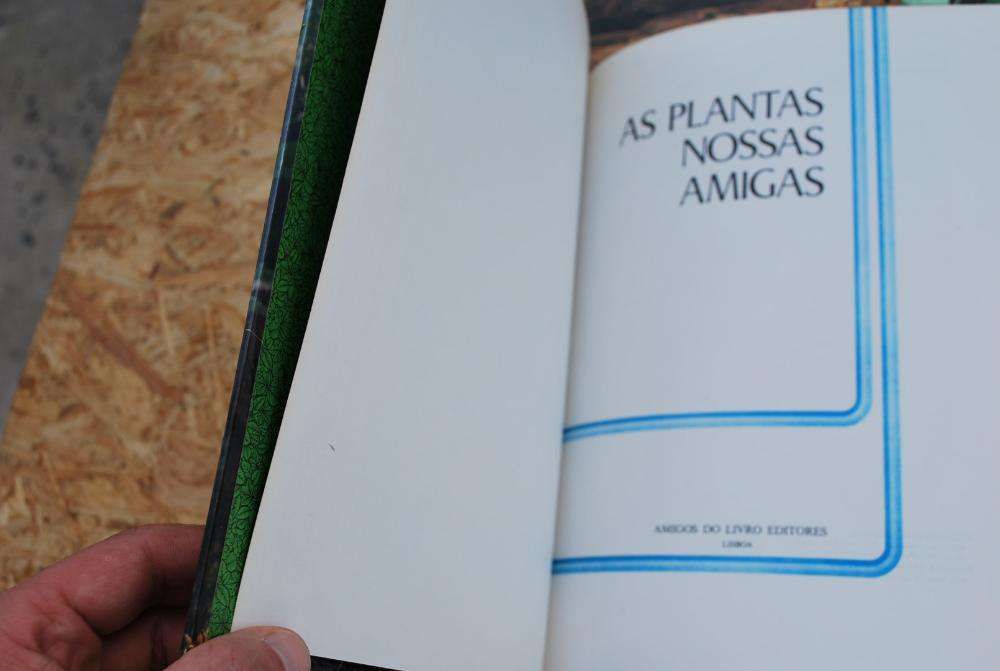 AS PLANTAS
NOSSAS
AMIGAS
AMIGOS DO LIVRO EDITORES
LISBOA